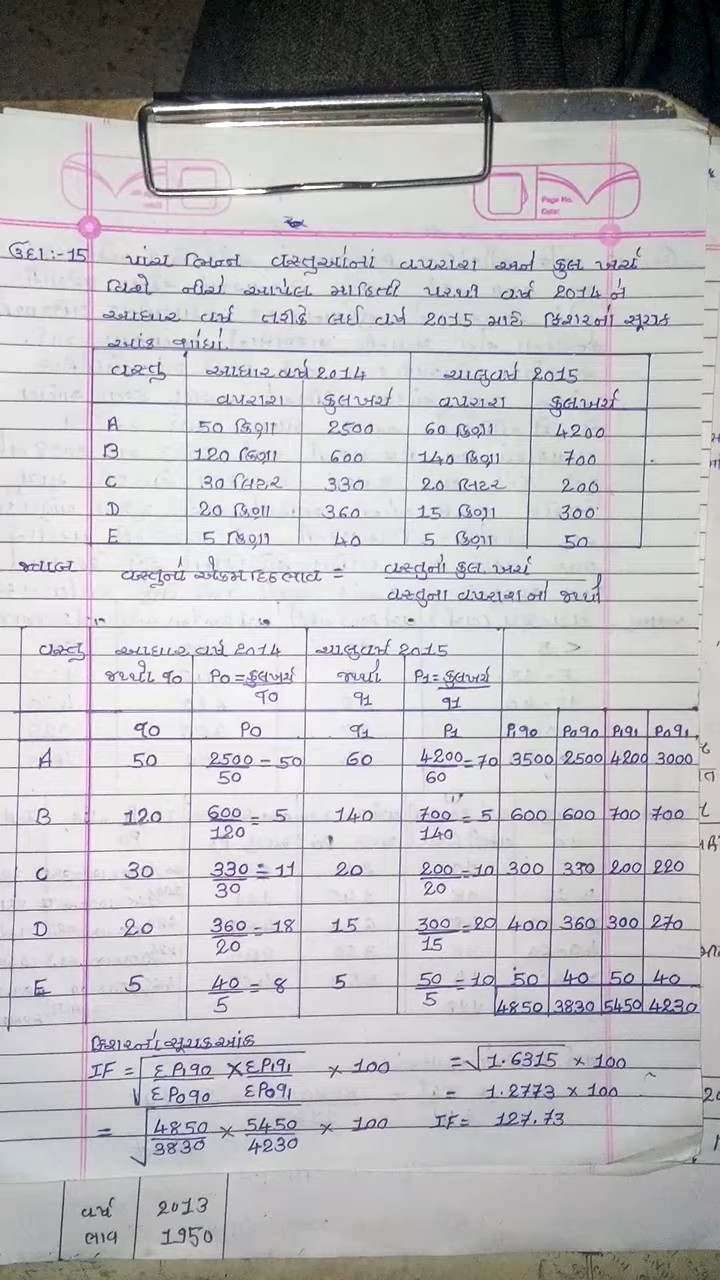 Page No.
Date:
ઉદા:-15 પાંચ ભિન્ન વસ્તુઓનાં વપરાશ અને કુલ ખર્ચ
વિશે નીચે આપેલ માહિતી પરથી વર્ષ 2014 ને
આધાર વર્ષ તરીકે લઈ વર્ષ 2015 માટે ફિશરનો સૂચક
આંક શોધો.
વસ્તુ આધાર વર્ષ 2014 ચાલુવર્ષ 2015
વપરાશ કુલખર્ચ વપરાશ કુલખર્ચ
A 50 કિગ્રા 2500 60 કિગ્રા 4200
B 120 કિગ્રા 600 140 કિગ્રા 700
C 30 લિટર 330 20 લિટર 200
D 20 કિગ્રા 360 15 કિગ્રા 300
E 5 કિગ્રા 40 5 કિગ્રા 50
જવાબ વસ્તુનો એકમદિઠ ભાવ = વસ્તુનો કુલ ખર્ચ / વસ્તુના વપરાશનો જથ્થો
વસ્તુ આધાર વર્ષ 2014 ચાલુવર્ષ 2015
જથ્થો q0 P0 = કુલખર્ચ / q0 જથ્થો q1 P1 = કુલખર્ચ / q1
q0 P0 q1 P1 P1q0 P0q0 P1q1 P0q1
A 50 2500/50 = 50 60 4200/60 = 70 3500 2500 4200 3000
B 120 600/120 = 5 140 700/140 = 5 600 600 700 700
C 30 330/30 = 11 20 200/20 = 10 300 330 200 220
D 20 360/20 = 18 15 300/15 = 20 400 360 300 270
E 5 40/5 = 8 5 50/5 = 10 50 40 50 40
4850 3830 5450 4230
ફિશરનો સૂચકઆંક
IF = √(ΣP1q0/ΣP0q0 × ΣP1q1/ΣP0q1) × 100
= √(4850/3830 × 5450/4230) × 100
= √1.6315 × 100
= 1.2773 × 100
IF = 127.73
વર્ષ 2013
ભાવ 1950